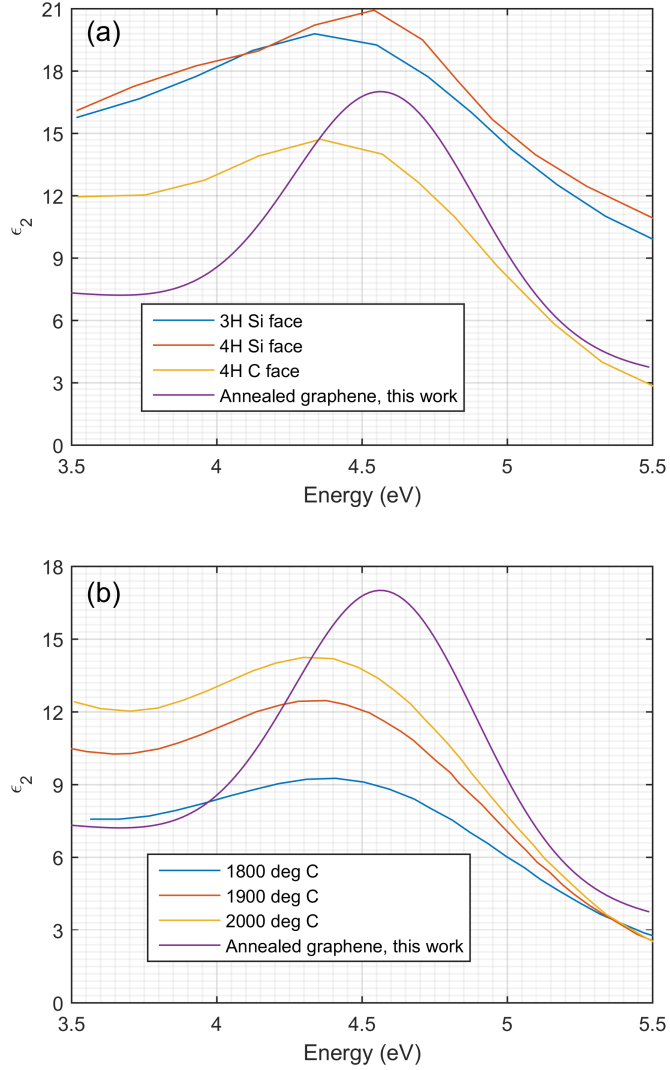 (a)
21
18
15
12
9
6
3
0
ϵ2
3H Si face
4H Si face
4H C face
Annealed graphene, this work
3.5 4 4.5 5 5.5
Energy (eV)
(b)
18
15
12
9
6
3
0
ϵ2
1800 deg C
1900 deg C
2000 deg C
Annealed graphene, this work
3.5 4 4.5 5 5.5
Energy (eV)